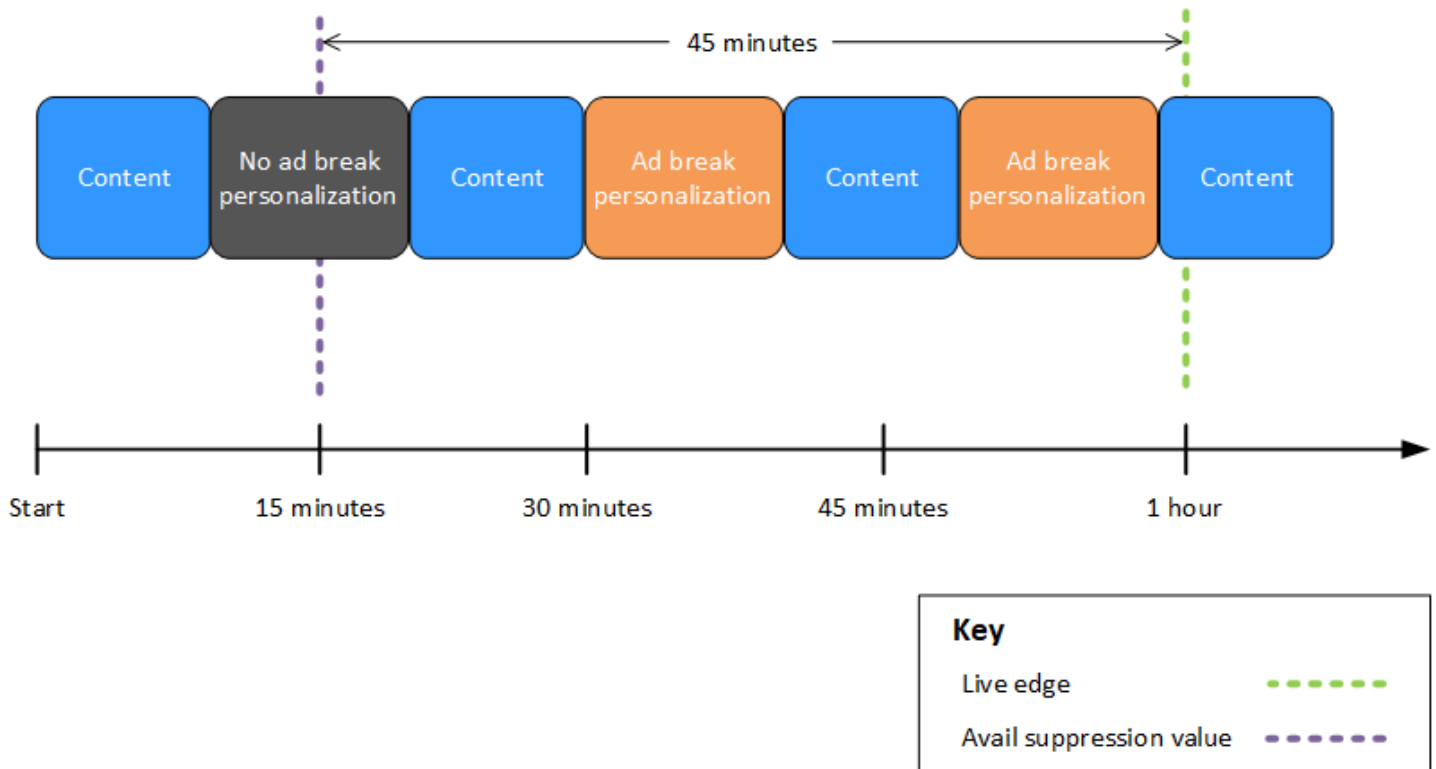 45 minutes
Content
No ad break
personalization
Content
Ad break
personalization
Content
Ad break
personalization
Content
Start
15 minutes
30 minutes
45 minutes
1 hour
Key
Live edge
Avail suppression value